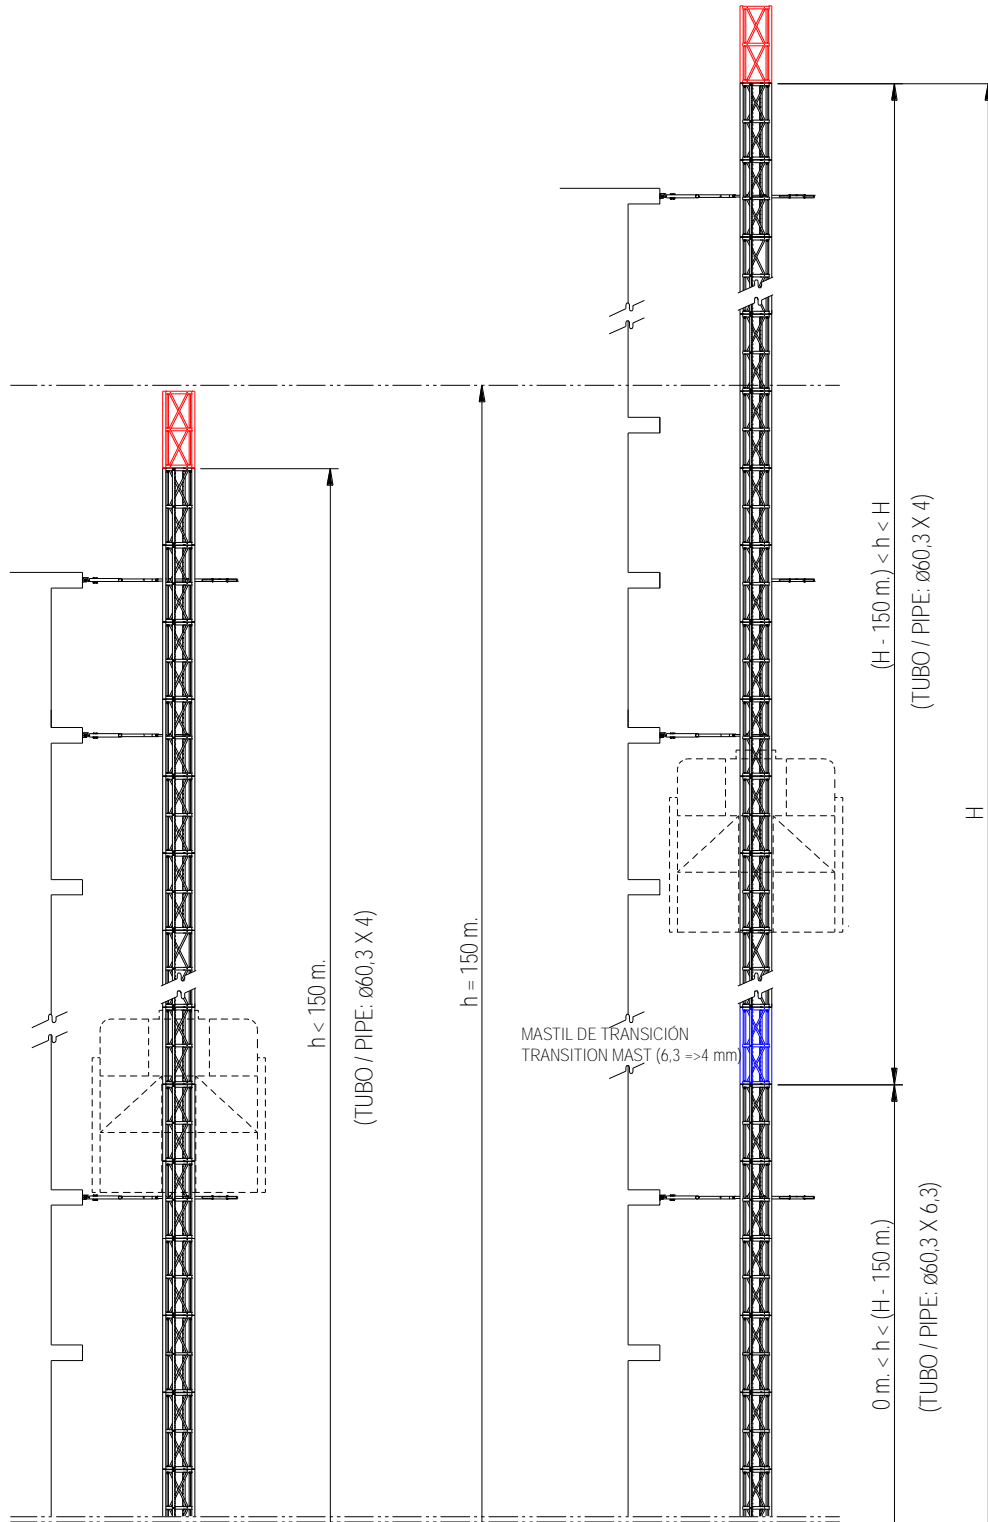 h < 150 m.
(TUBO / PIPE: ø60,3 X 4)
h = 150 m.
MASTIL DE TRANSICIÓN
TRANSITION MAST (6,3 =>4 mm)
(H - 150 m.) < h < H
(TUBO / PIPE: ø60,3 X 4)
0 m. < h < (H - 150 m.)
(TUBO / PIPE: ø60,3 X 6,3)
H